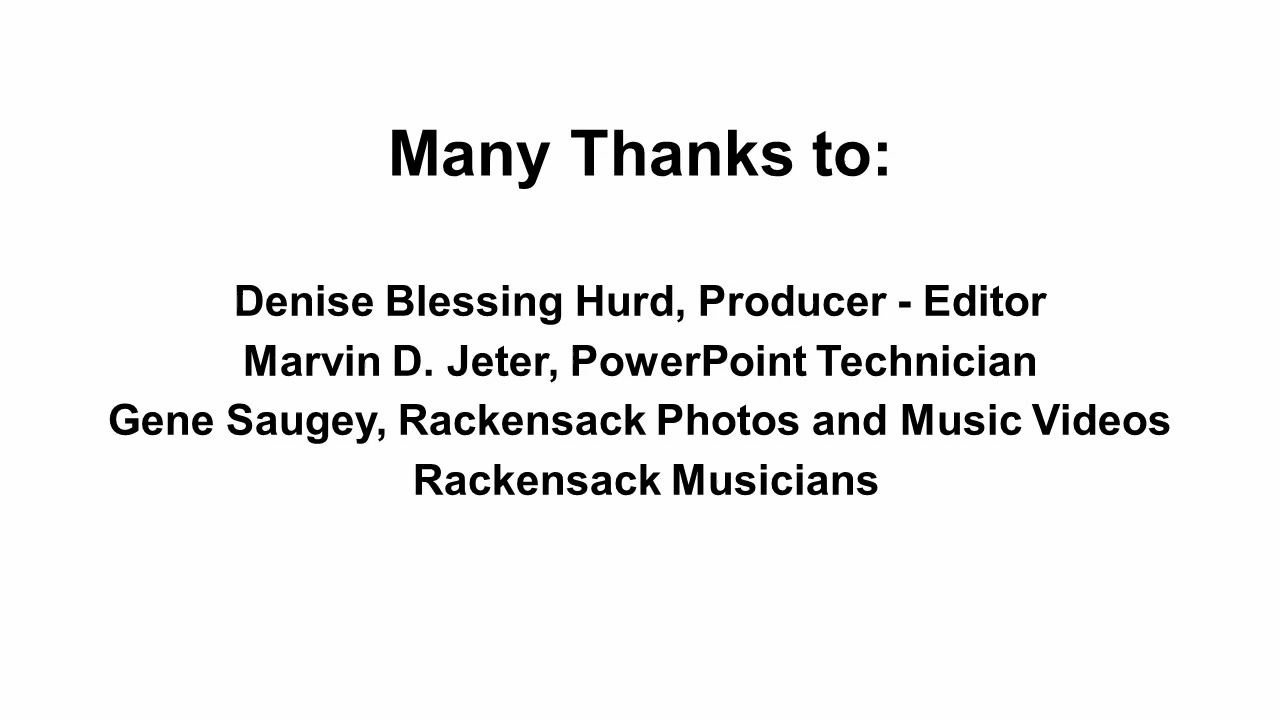 Many Thanks to:
Denise Blessing Hurd, Producer - Editor
Marvin D. Jeter, PowerPoint Technician
Gene Saugey, Rackensack Photos and Music Videos
Rackensack Musicians